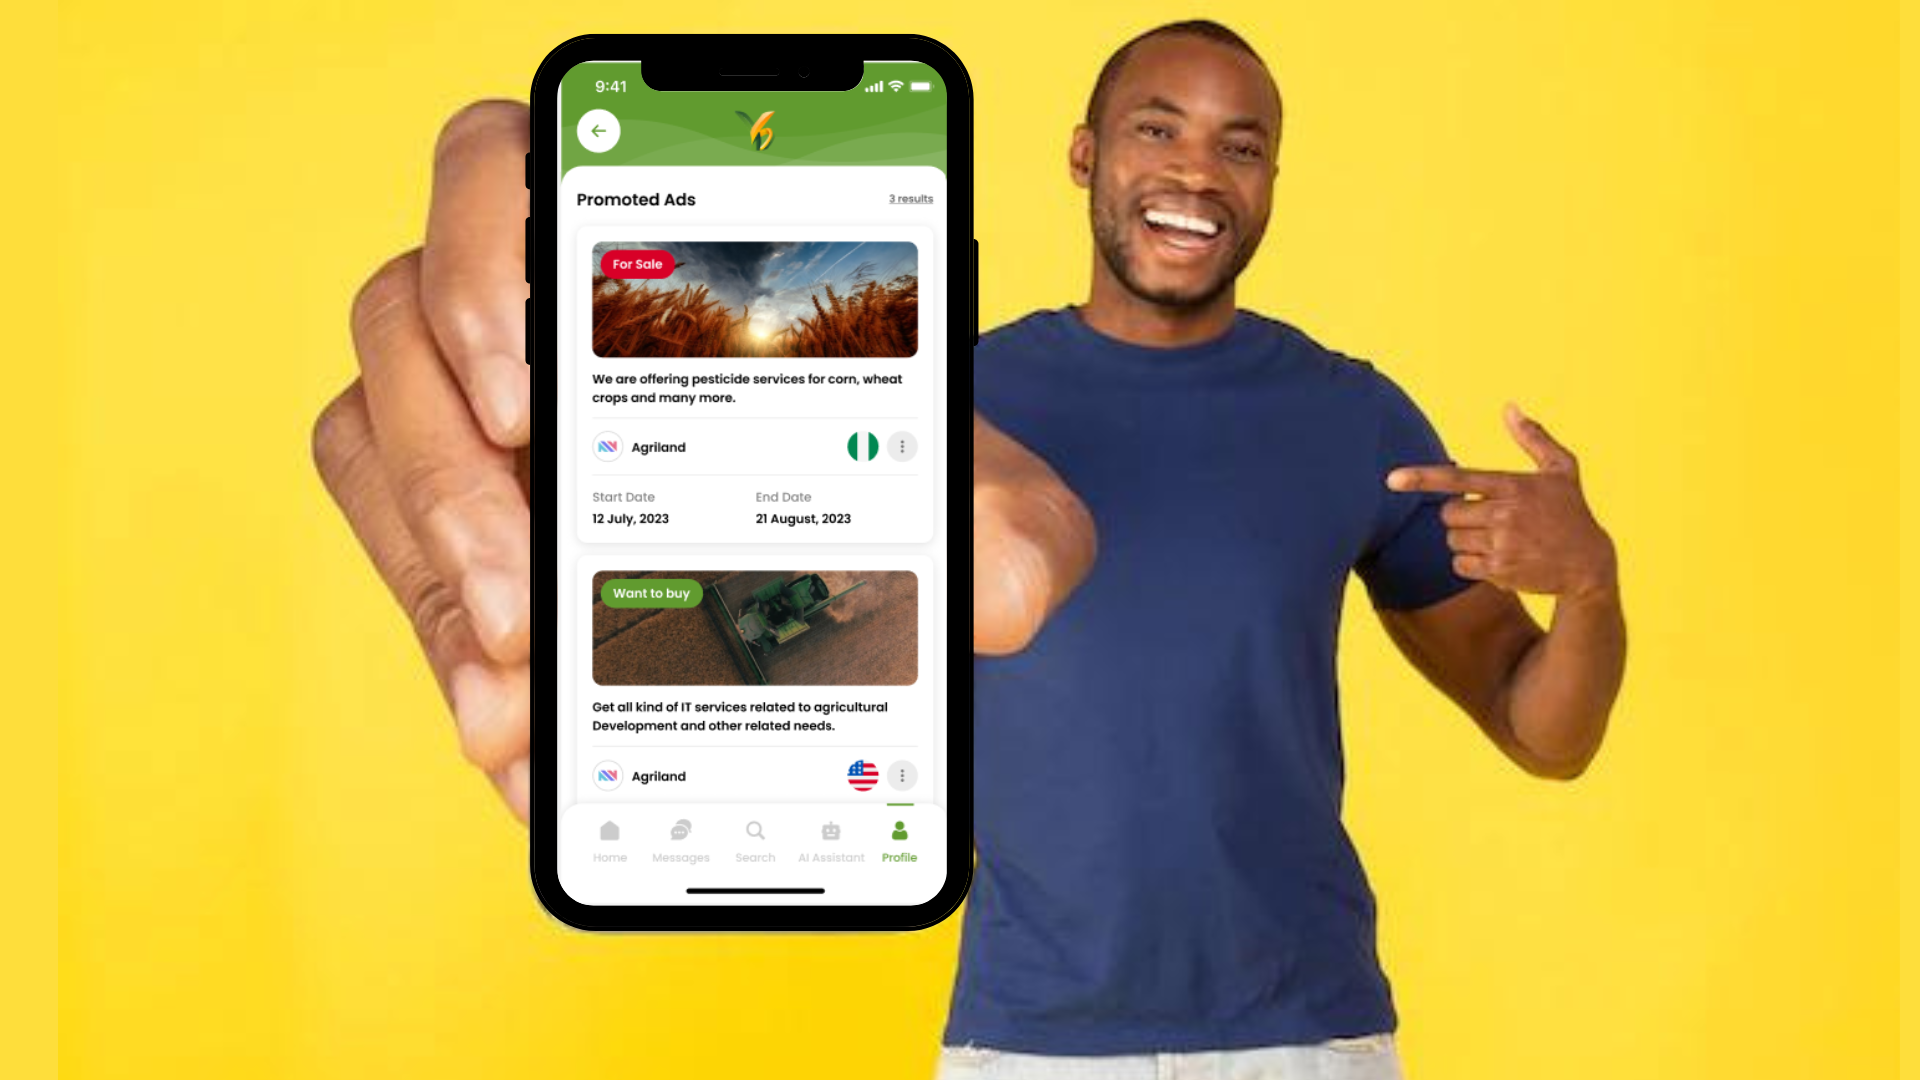 9:41
Promoted Ads
3 results
For Sale
We are offering pesticide services for corn, wheat
crops and many more.
Agriland
Start Date
End Date
12 July, 2023
21 August, 2023
Want to buy
Get all kind of IT services related to agricultural
Development and other related needs.
Agriland
Home
Messages
Search
AI Assistant
Profile